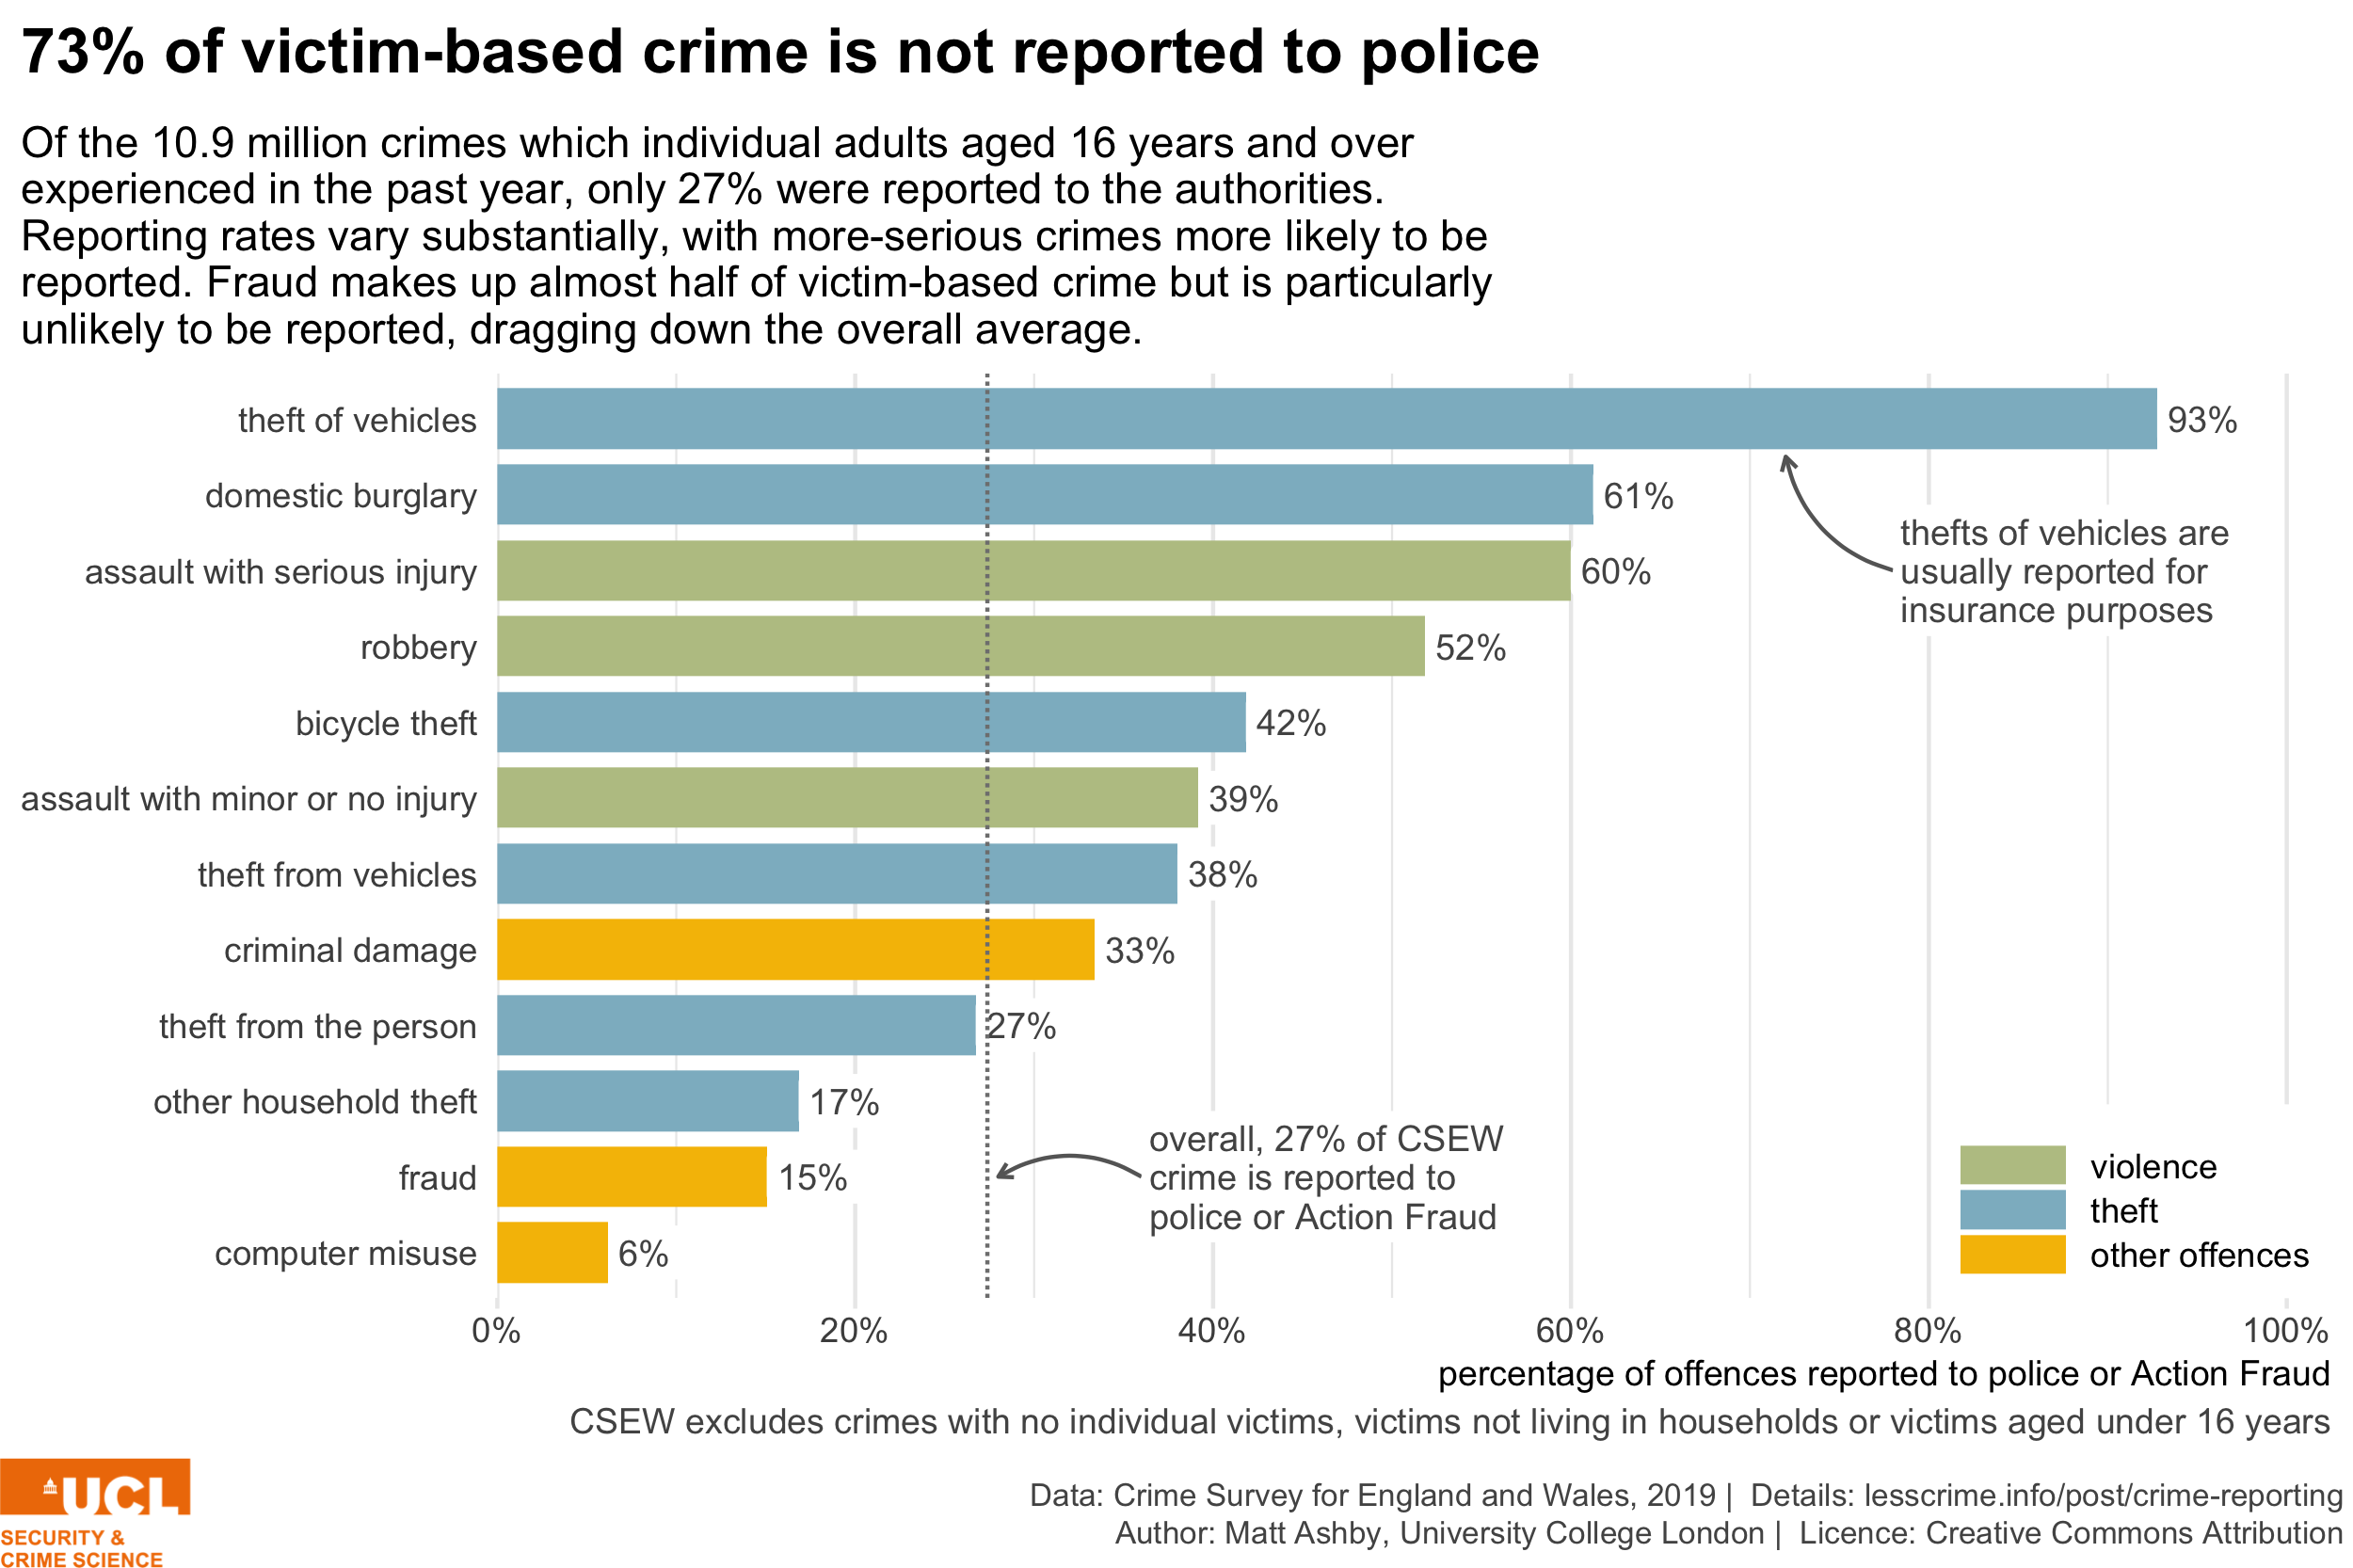 73% of victim-based crime is not reported to police
Of the 10.9 million crimes which individual adults aged 16 years and over
experienced in the past year, only 27% were reported to the authorities.
Reporting rates vary substantially, with more-serious crimes more likely to be
reported. Fraud makes up almost half of victim-based crime but is particularly
unlikely to be reported, dragging down the overall average.
theft of vehicles 93%
domestic burglary 61%
assault with serious injury 60%
robbery 52%
bicycle theft 42%
assault with minor or no injury 39%
theft from vehicles 38%
criminal damage 33%
theft from the person 27%
other household theft 17%
fraud 15%
computer misuse 6%
thefts of vehicles are
usually reported for
insurance purposes
overall, 27% of CSEW
crime is reported to
police or Action Fraud
violence
theft
other offences
0% 20% 40% 60% 80% 100%
percentage of offences reported to police or Action Fraud
CSEW excludes crimes with no individual victims, victims not living in households or victims aged under 16 years
UCL
SECURITY &
CRIME SCIENCE
Data: Crime Survey for England and Wales, 2019 | Details: lesscrime.info/post/crime-reporting
Author: Matt Ashby, University College London | Licence: Creative Commons Attribution